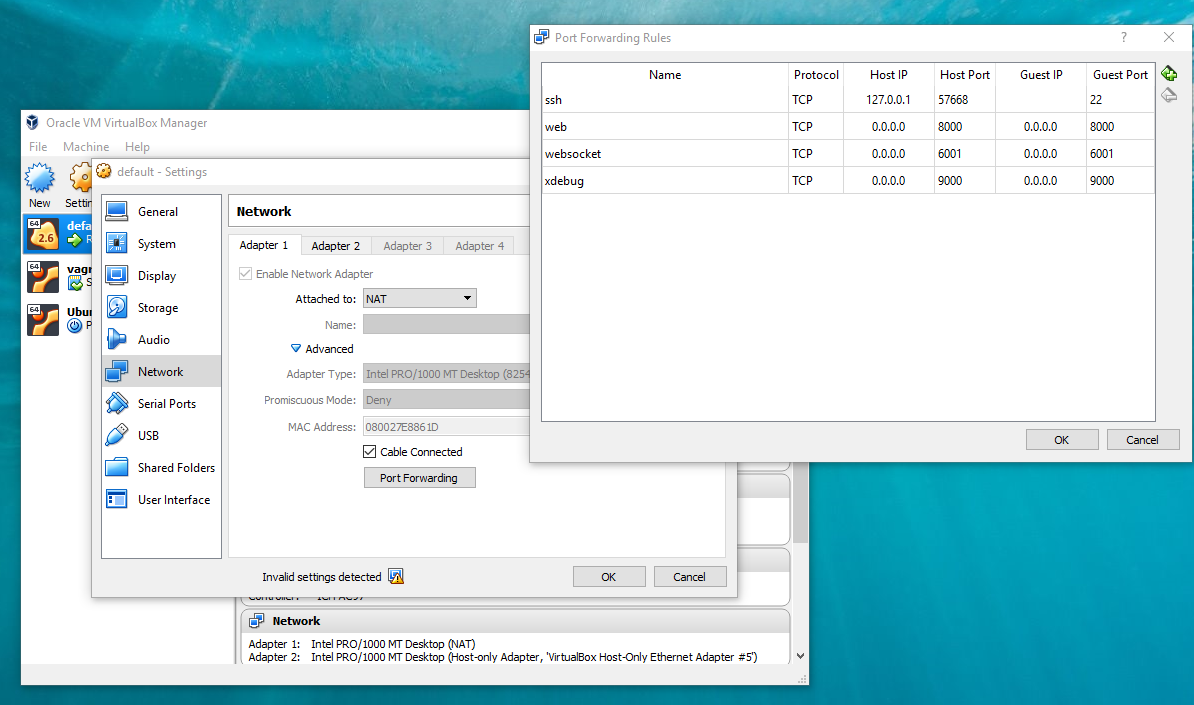 Oracle VM VirtualBox Manager
File Machine Help
New
64
2.6
64
64
default - Settings
General
System
Display
Storage
Audio
Network
Serial Ports
USB
Shared Folders
User Interface
Network
Adapter 1 Adapter 2 Adapter 3 Adapter 4
Enable Network Adapter
Attached to: NAT
Name:
Advanced
Adapter Type: Intel PRO/1000 MT Desktop (8254
Promiscuous Mode: Deny
MAC Address: 080027E8861D
Cable Connected
Port Forwarding
Invalid settings detected
OK Cancel
Network
Adapter 1: Intel PRO/1000 MT Desktop (NAT)
Adapter 2: Intel PRO/1000 MT Desktop (Host-only Adapter, 'VirtualBox Host-Only Ethernet Adapter #5')
Port Forwarding Rules ?
Name Protocol Host IP Host Port Guest IP Guest Port
ssh TCP 127.0.0.1 57668 22
web TCP 0.0.0.0 8000 0.0.0.0 8000
websocket TCP 0.0.0.0 6001 0.0.0.0 6001
xdebug TCP 0.0.0.0 9000 0.0.0.0 9000
OK Cancel